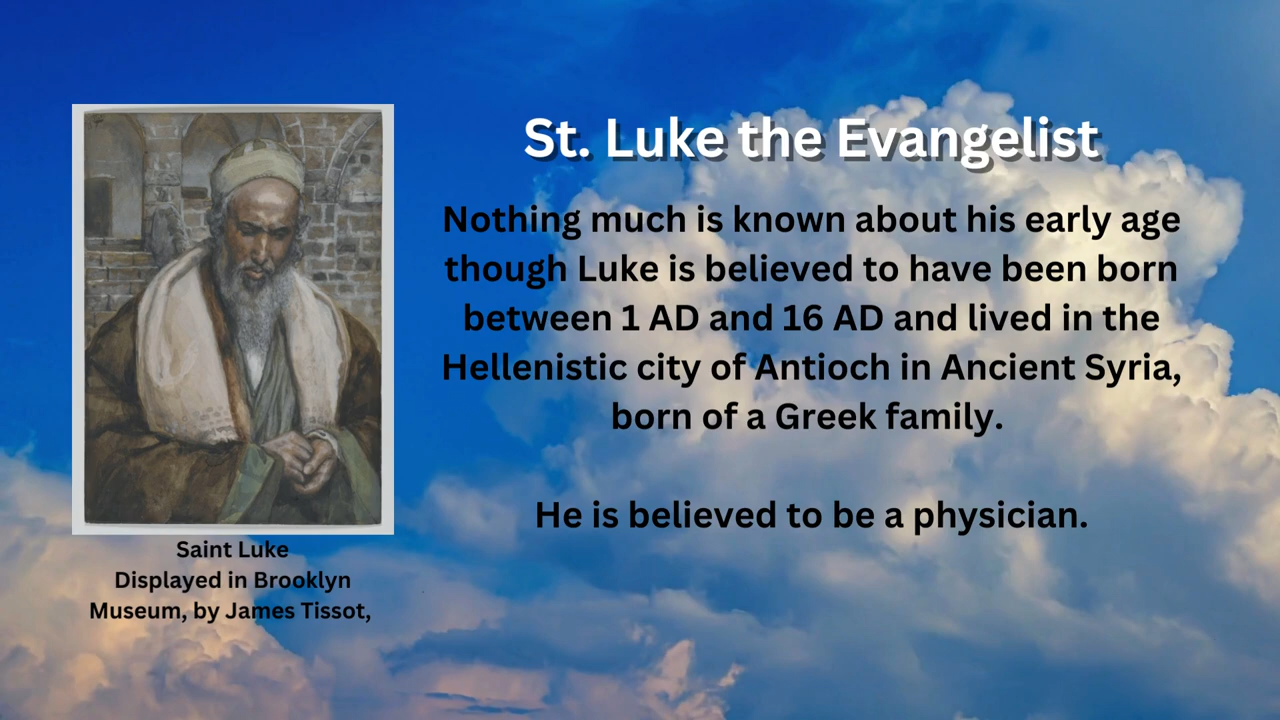 St. Luke the Evangelist
Nothing much is known about his early age
though Luke is believed to have been born
between 1 AD and 16 AD and lived in the
Hellenistic city of Antioch in Ancient Syria,
born of a Greek family.
He is believed to be a physician.
Saint Luke
Displayed in Brooklyn
Museum, by James Tissot,